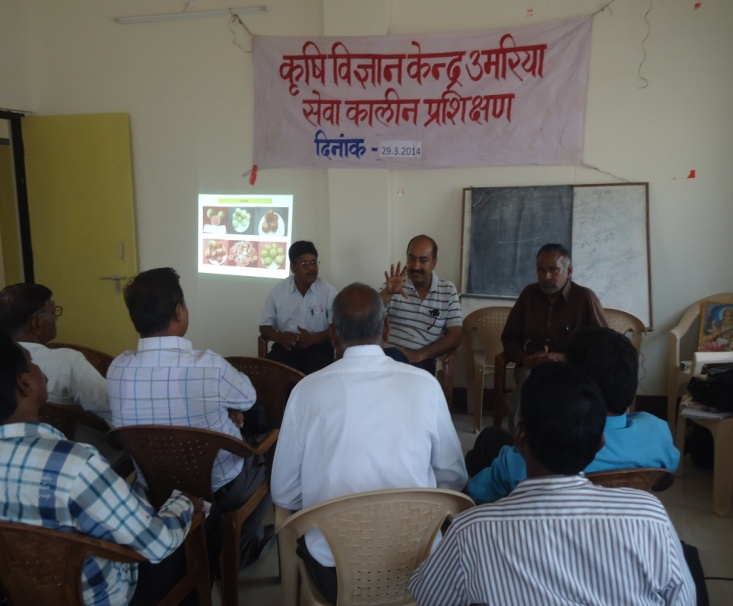 कृषि विज्ञान केन्द्र उमरिया
सेवा कालीन प्रशिक्षण
दिनांक - 29.3.2014